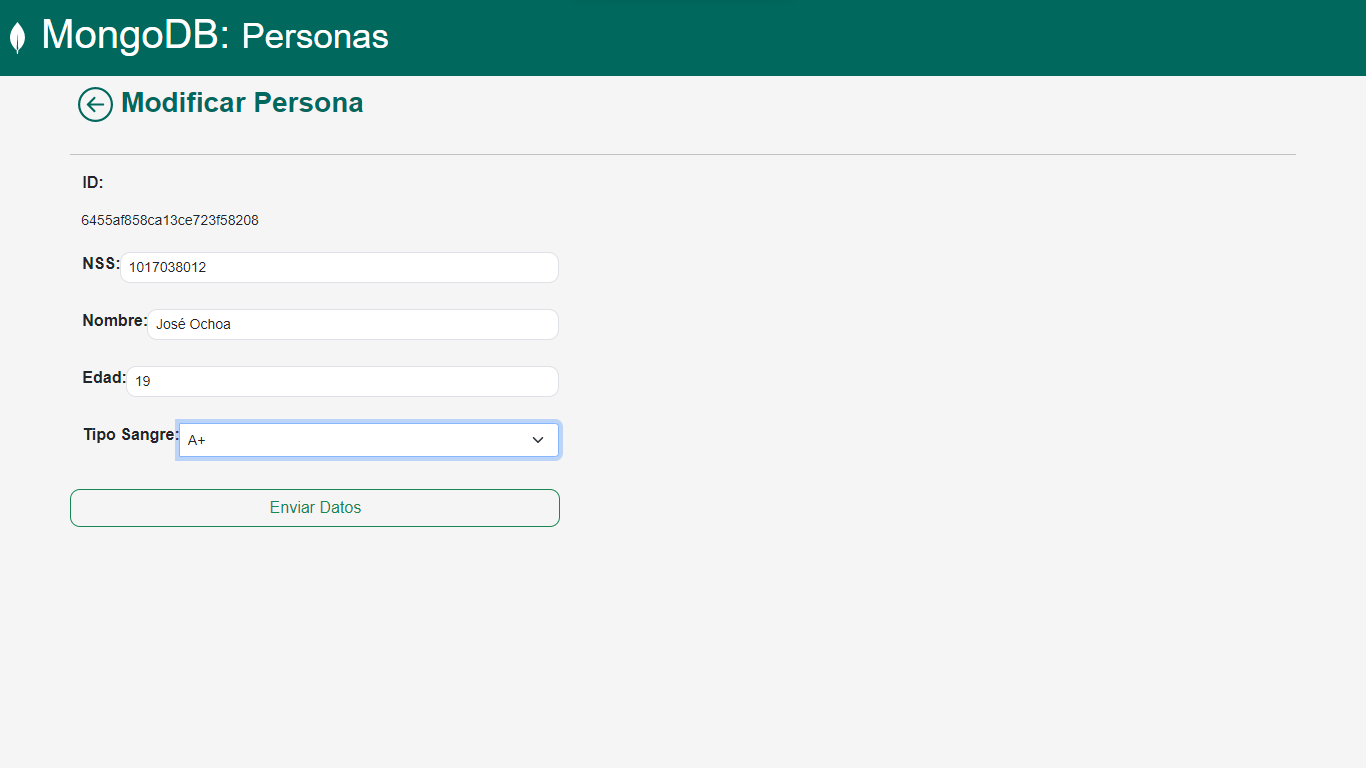 MongoDB: Personas
Modificar Persona
ID:
6455af858ca13ce723f58208
NSS: 1017038012
Nombre: José Ochoa
Edad: 19
Tipo Sangre: A+
Enviar Datos